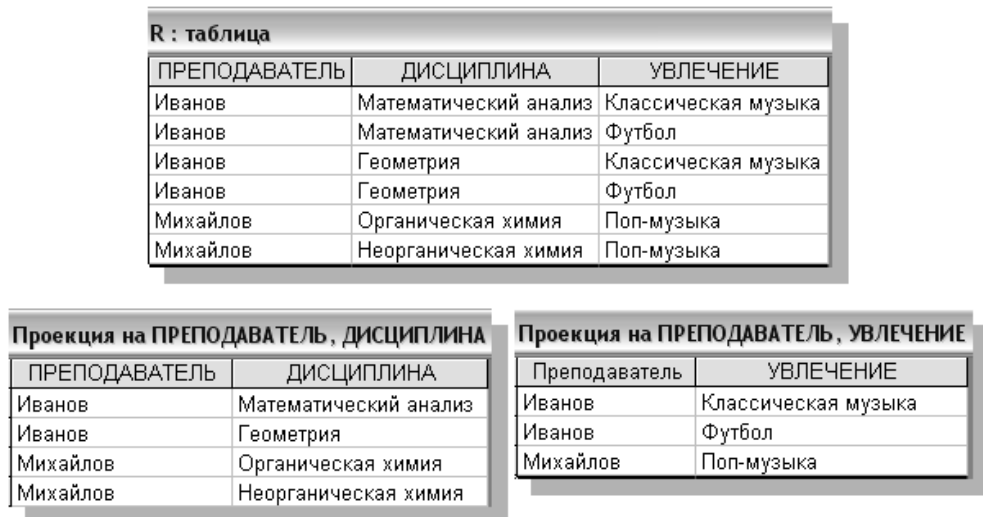 R : таблица
ПРЕПОДАВАТЕЛЬ ДИСЦИПЛИНА УВЛЕЧЕНИЕ
Иванов Математический анализ Классическая музыка
Иванов Математический анализ Футбол
Иванов Геометрия Классическая музыка
Иванов Геометрия Футбол
Михайлов Органическая химия Поп-музыка
Михайлов Неорганическая химия Поп-музыка
Проекция на ПРЕПОДАВАТЕЛЬ, ДИСЦИПЛИНА
ПРЕПОДАВАТЕЛЬ ДИСЦИПЛИНА
Иванов Математический анализ
Иванов Геометрия
Михайлов Органическая химия
Михайлов Неорганическая химия
Проекция на ПРЕПОДАВАТЕЛЬ, УВЛЕЧЕНИЕ
Преподаватель УВЛЕЧЕНИЕ
Иванов Классическая музыка
Иванов Футбол
Михайлов Поп-музыка